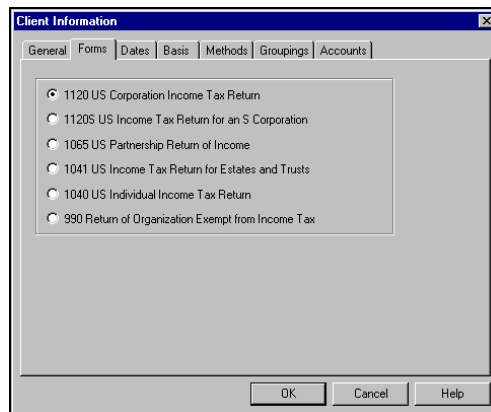 Client Information
General Forms Dates Basis Methods Groupings Accounts
1120 US Corporation Income Tax Return
1120S US Income Tax Return for an S Corporation
1065 US Partnership Return of Income
1041 US Income Tax Return for Estates and Trusts
1040 US Individual Income Tax Return
990 Return of Organization Exempt from Income Tax
OK Cancel Help